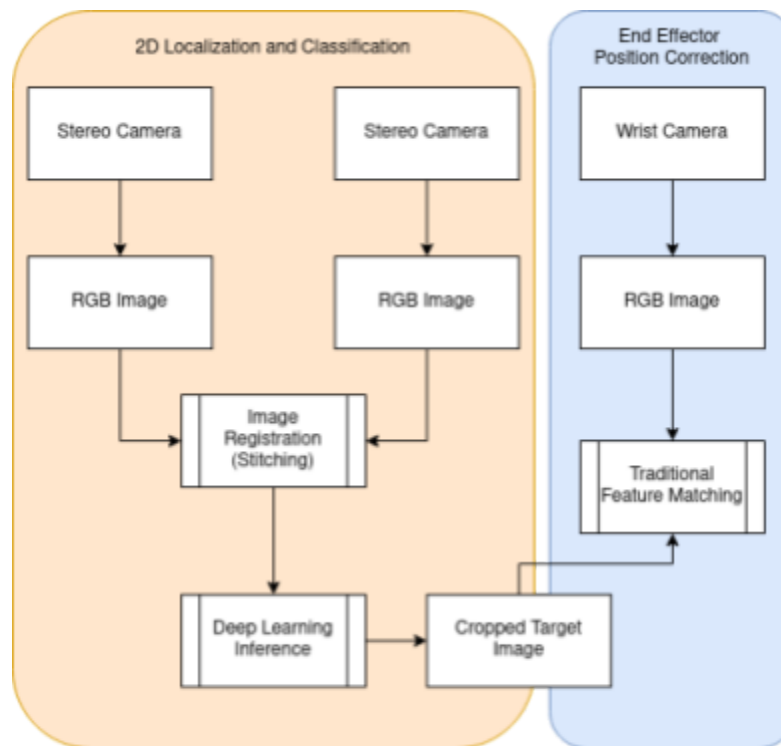 2D Localization and Classification
End Effector
Position Correction
Stereo Camera
Stereo Camera
Wrist Camera
RGB Image
RGB Image
RGB Image
Image
Registration
(Stitching)
Traditional
Feature Matching
Deep Learning
Inference
Cropped Target
Image